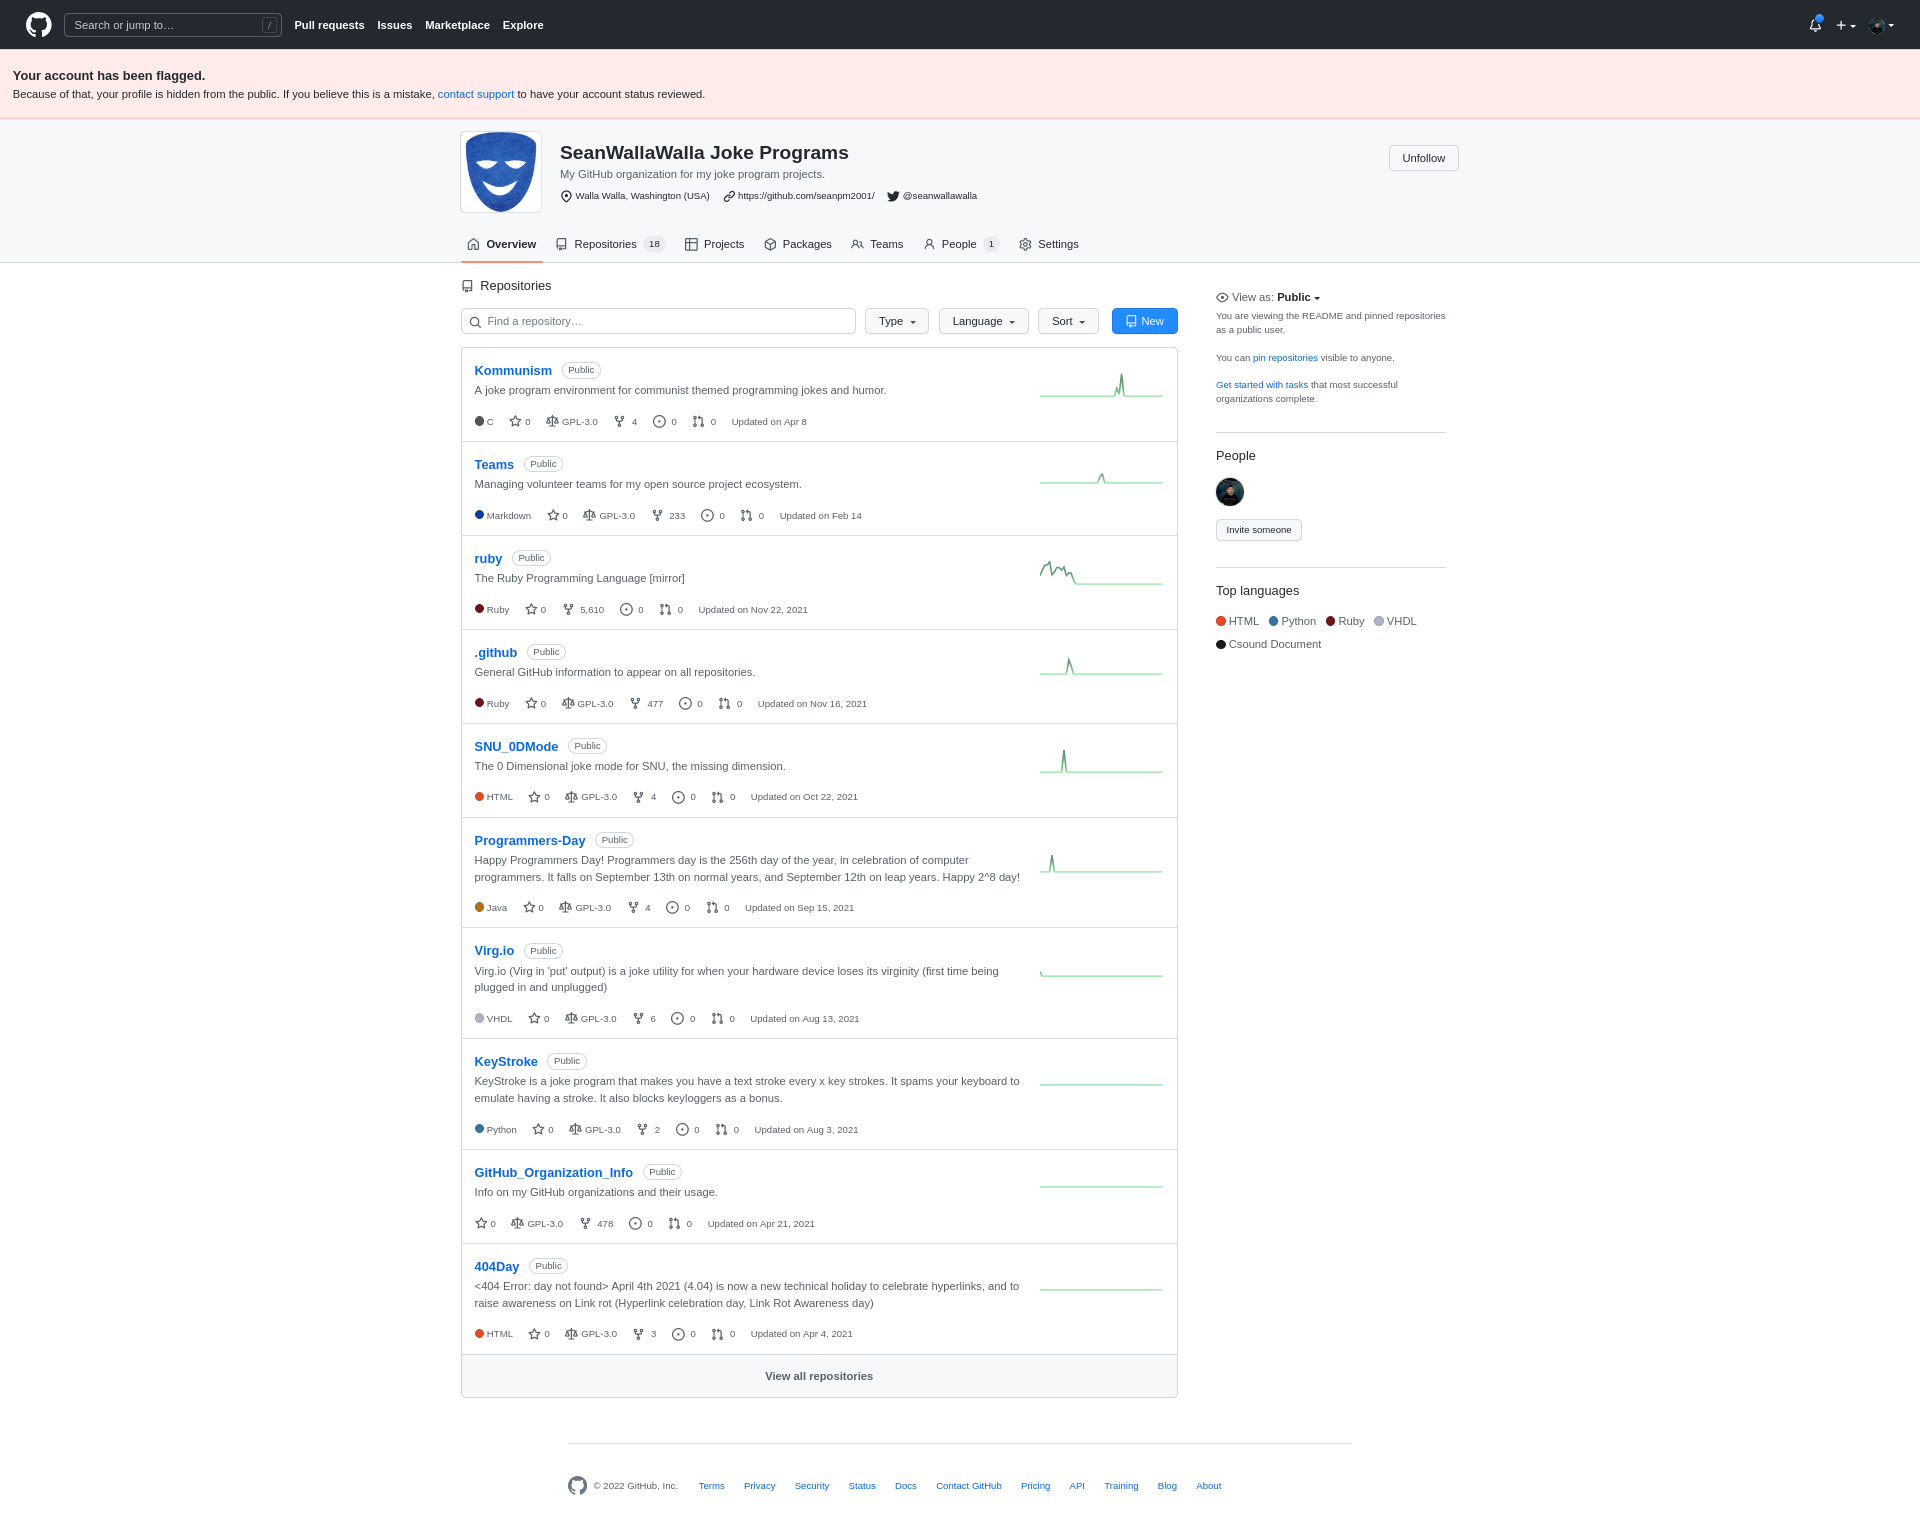 Search or jump to…
/
Pull requests
Issues
Marketplace
Explore
Your account has been flagged.
Because of that, your profile is hidden from the public. If you believe this is a mistake, contact support to have your account status reviewed.
SeanWallaWalla Joke Programs
My GitHub organization for my joke program projects.
Walla Walla, Washington (USA)
https://github.com/seanpm2001/
@seanwallawalla
Unfollow
Overview
Repositories 18
Projects
Packages
Teams
People 1
Settings
Repositories
Find a repository…
Type
Language
Sort
New
Kommunism Public
A joke program environment for communist themed programming jokes and humor.
C 0 GPL-3.0 4 0 0 Updated on Apr 8
Teams Public
Managing volunteer teams for my open source project ecosystem.
Markdown 0 GPL-3.0 233 0 0 Updated on Feb 14
ruby Public
The Ruby Programming Language [mirror]
Ruby 0 5,610 0 0 Updated on Nov 22, 2021
.github Public
General GitHub information to appear on all repositories.
Ruby 0 GPL-3.0 477 0 0 Updated on Nov 16, 2021
SNU_0DMode Public
The 0 Dimensional joke mode for SNU, the missing dimension.
HTML 0 GPL-3.0 4 0 0 Updated on Oct 22, 2021
Programmers-Day Public
Happy Programmers Day! Programmers day is the 256th day of the year, in celebration of computer
programmers. It falls on September 13th on normal years, and September 12th on leap years. Happy 2^8 day!
Java 0 GPL-3.0 4 0 0 Updated on Sep 15, 2021
Virg.io Public
Virg.io (Virg in 'put' output) is a joke utility for when your hardware device loses its virginity (first time being
plugged in and unplugged)
VHDL 0 GPL-3.0 6 0 0 Updated on Aug 13, 2021
KeyStroke Public
KeyStroke is a joke program that makes you have a text stroke every x key strokes. It spams your keyboard to
emulate having a stroke. It also blocks keyloggers as a bonus.
Python 0 GPL-3.0 2 0 0 Updated on Aug 3, 2021
GitHub_Organization_Info Public
Info on my GitHub organizations and their usage.
0 GPL-3.0 478 0 0 Updated on Apr 21, 2021
404Day Public
<404 Error: day not found> April 4th 2021 (4.04) is now a new technical holiday to celebrate hyperlinks, and to
raise awareness on Link rot (Hyperlink celebration day, Link Rot Awareness day)
HTML 0 GPL-3.0 3 0 0 Updated on Apr 4, 2021
View all repositories
View as: Public
You are viewing the README and pinned repositories
as a public user.
You can pin repositories visible to anyone.
Get started with tasks that most successful
organizations complete.
People
Invite someone
Top languages
HTML Python Ruby VHDL
Csound Document
© 2022 GitHub, Inc.
Terms
Privacy
Security
Status
Docs
Contact GitHub
Pricing
API
Training
Blog
About